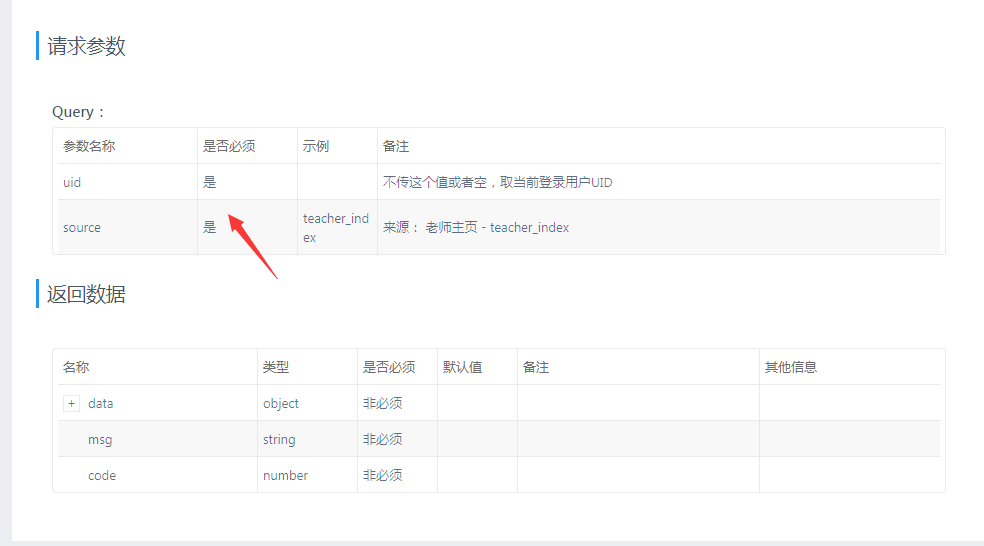 请求参数
Query：
参数名称 是否必须 示例 备注
uid 是 不传这个值或者空，取当前登录用户UID
source 是 teacher_ind 来源： 老师主页 - teacher_index
ex
返回数据
名称 类型 是否必须 默认值 备注 其他信息
+ data object 非必须
msg string 非必须
code number 非必须